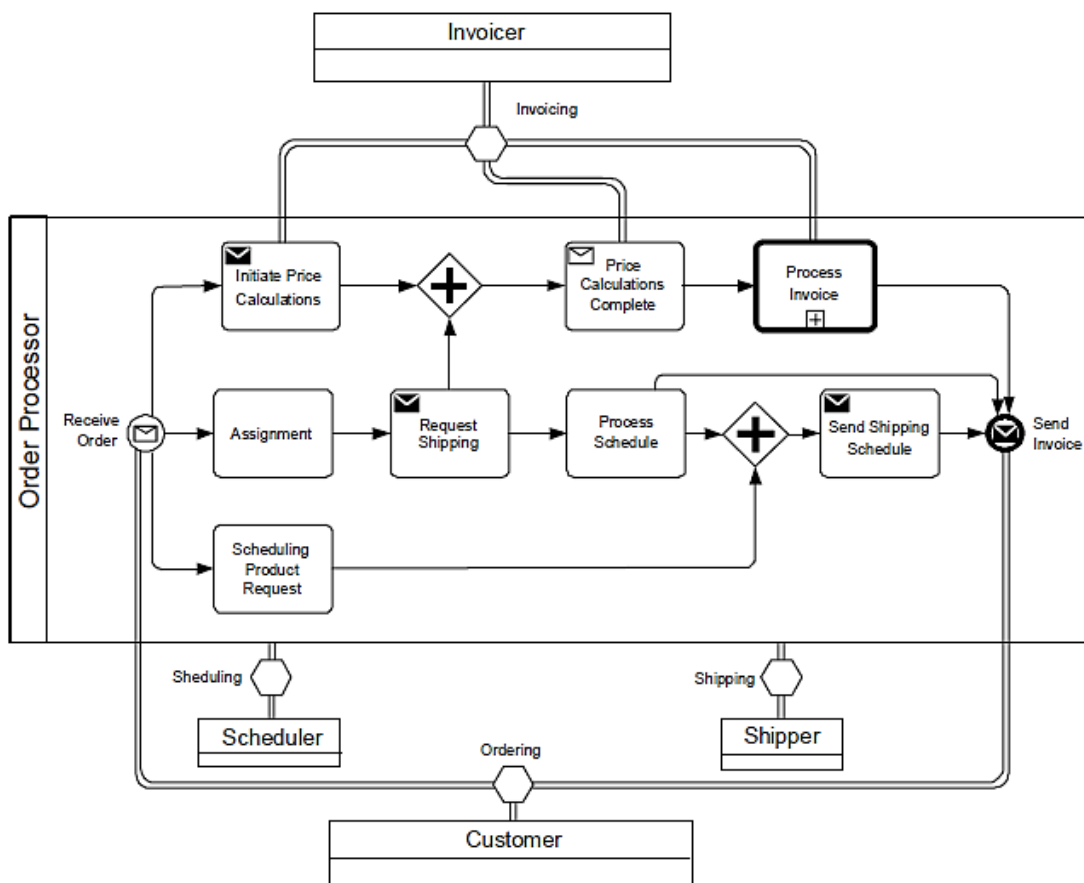 Invoicer
Invoicing
Order Processor
Initiate Price
Calculations
Price
Calculations
Complete
Process
Invoice
Receive
Order
Assignment
Request
Shipping
Process
Schedule
Send Shipping
Schedule
Send
Invoice
Scheduling
Product
Request
Sheduling
Shipping
Scheduler
Shipper
Ordering
Customer